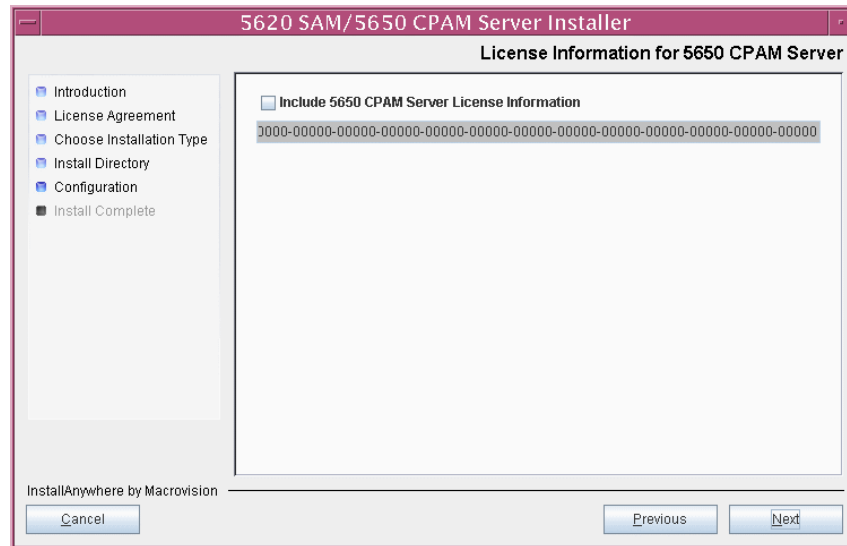 5620 SAM/5650 CPAM Server Installer
License Information for 5650 CPAM Server
Introduction
License Agreement
Choose Installation Type
Install Directory
Configuration
Install Complete
Include 5650 CPAM Server License Information
0000-00000-00000-00000-00000-00000-00000-00000-00000-00000-00000-00000-00000
InstallAnywhere by Macrovision
Cancel
Previous
Next